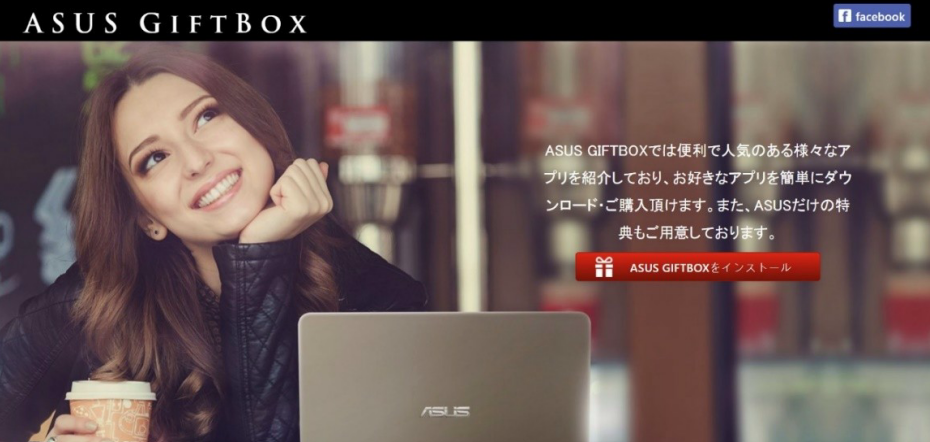 ASUS GIFTBOX
facebook
ASUS GIFTBOXでは便利で人気のある様々なア
プリを紹介しており、お好きなアプリを簡単にダウ
ンロード・ご購入頂けます。また、ASUSだけの特
典もご用意しております。
ASUS GIFTBOXをインストール
ASUS